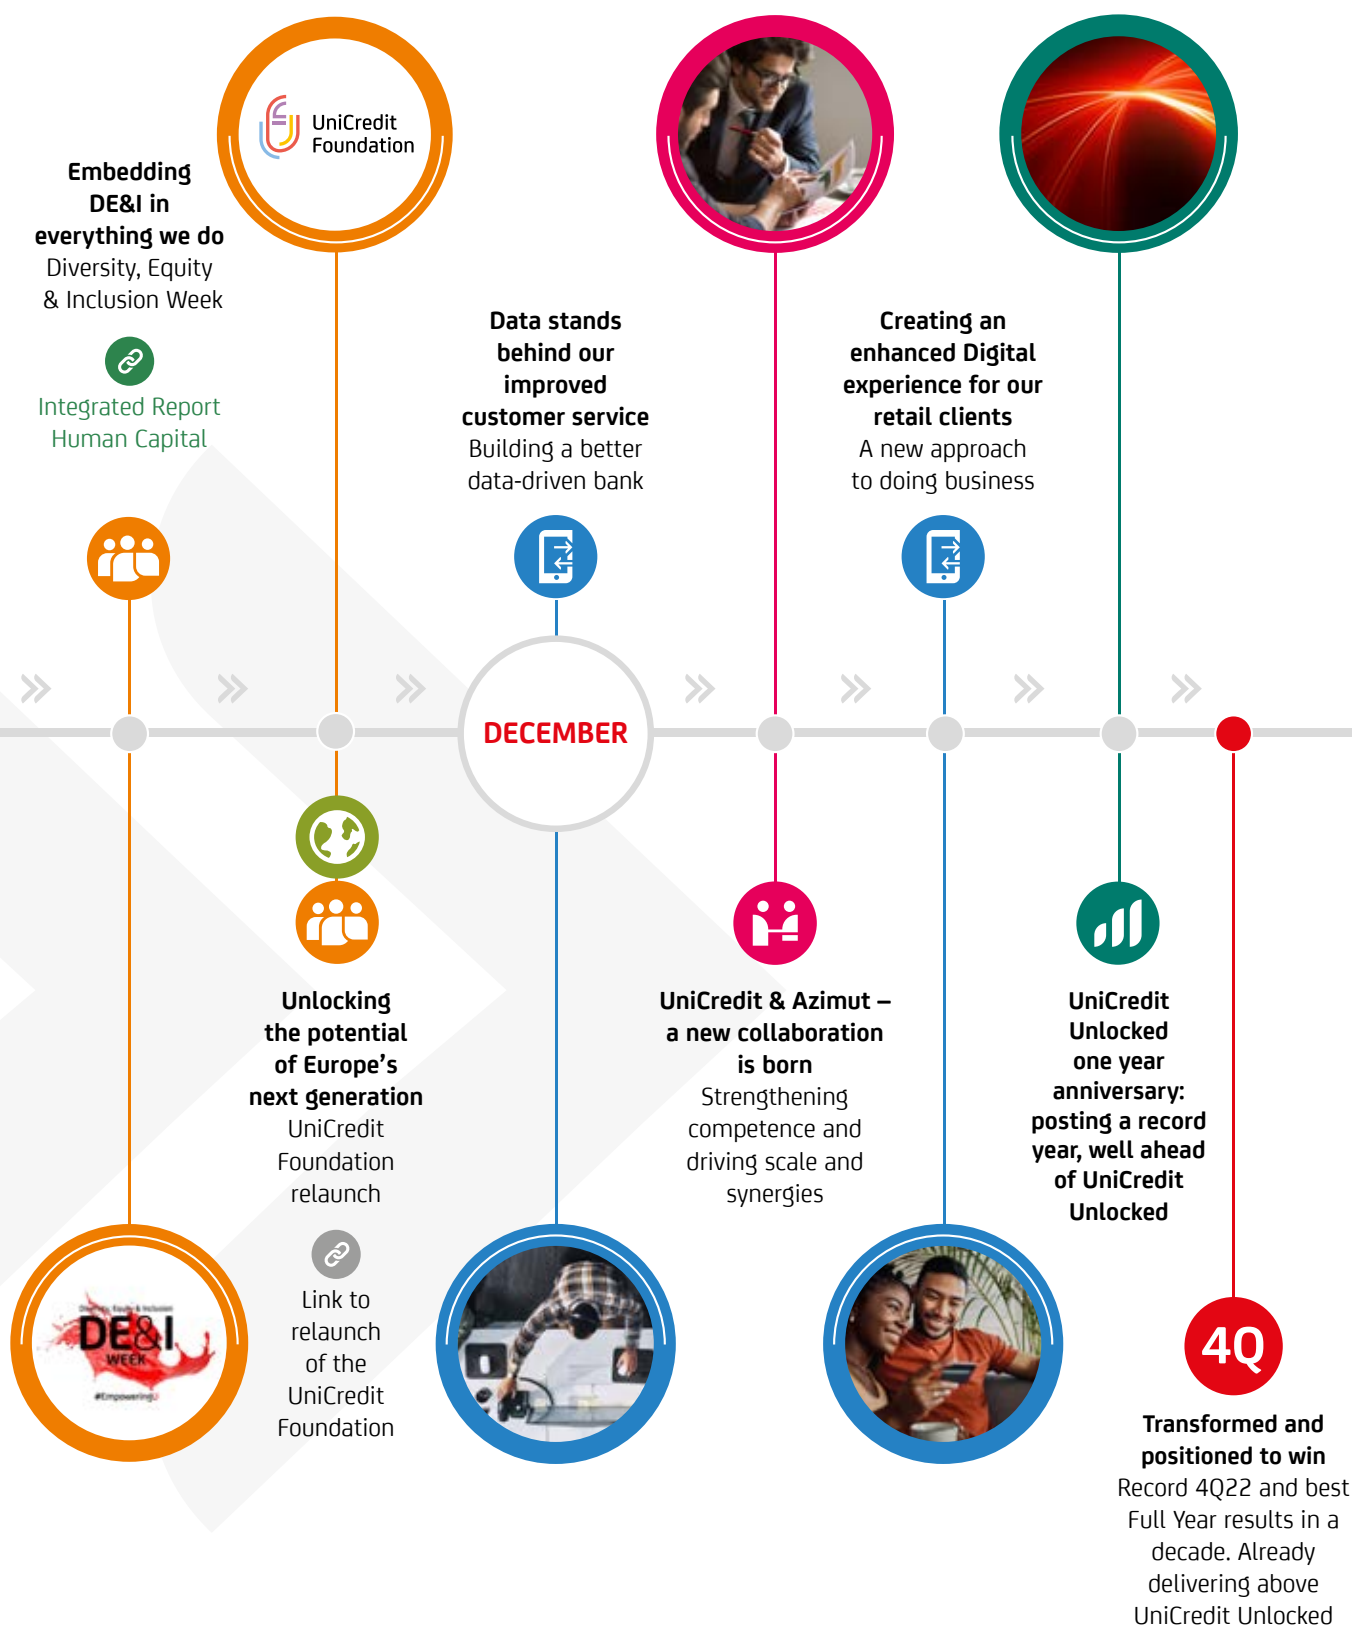 UniCredit
Foundation
Embedding
DE&I in
everything we do
Diversity, Equity
& Inclusion Week
Integrated Report
Human Capital
Data stands
behind our
improved
customer service
Building a better
data-driven bank
Creating an
enhanced Digital
experience for our
retail clients
A new approach
to doing business
DECEMBER
Unlocking
the potential
of Europe’s
next generation
UniCredit
Foundation
relaunch
Link to
relaunch
of the
UniCredit
Foundation
UniCredit & Azimut –
a new collaboration
is born
Strengthening
competence and
driving scale and
synergies
UniCredit
Unlocked
one year
anniversary:
posting a record
year, well ahead
of UniCredit
Unlocked
Diversity, Equity & Inclusion
DE&I
WEEK
#EmpoweringU
4Q
Transformed and
positioned to win
Record 4Q22 and best
Full Year results in a
decade. Already
delivering above
UniCredit Unlocked